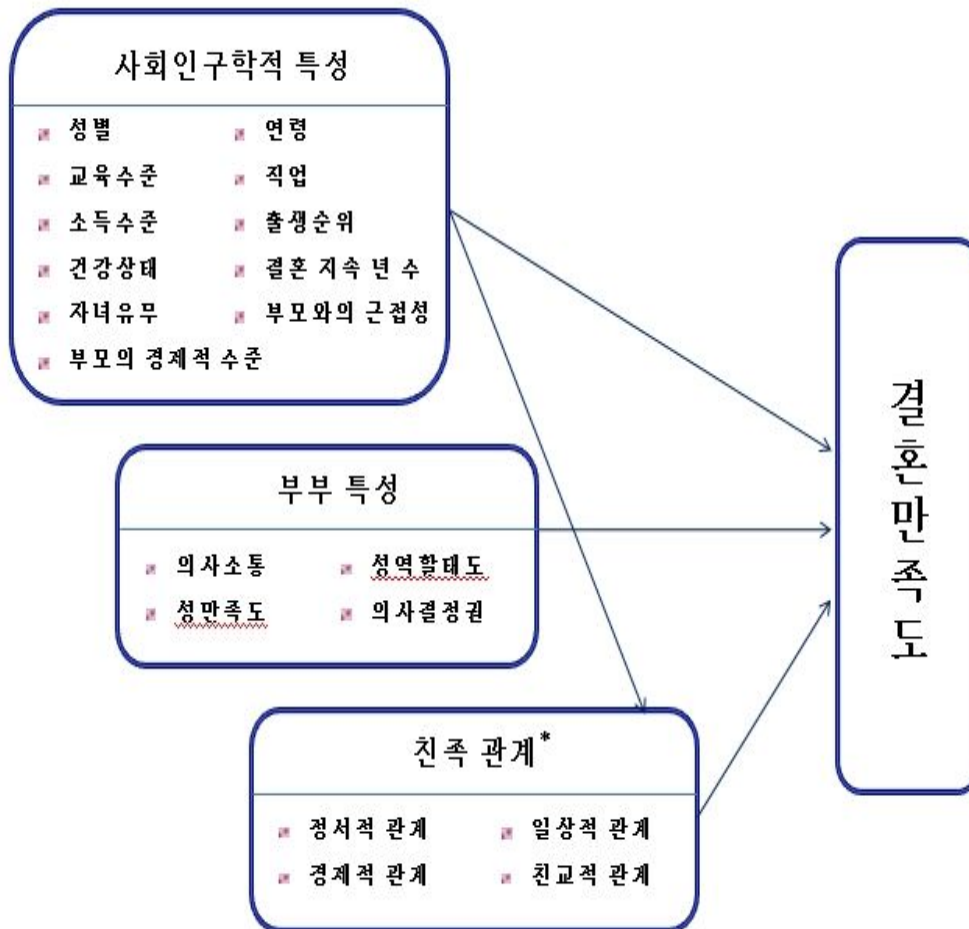 사회인구학적 특성
성별 연령
교육수준 직업
소득수준 출생순위
건강상태 결혼 지속 년 수
자녀유무 부모와의 근접성
부모의 경제적 수준
부부 특성
의사소통 성역할태도
성만족도 의사결정권
친족 관계*
정서적 관계 일상적 관계
경제적 관계 친교적 관계
결혼만족도